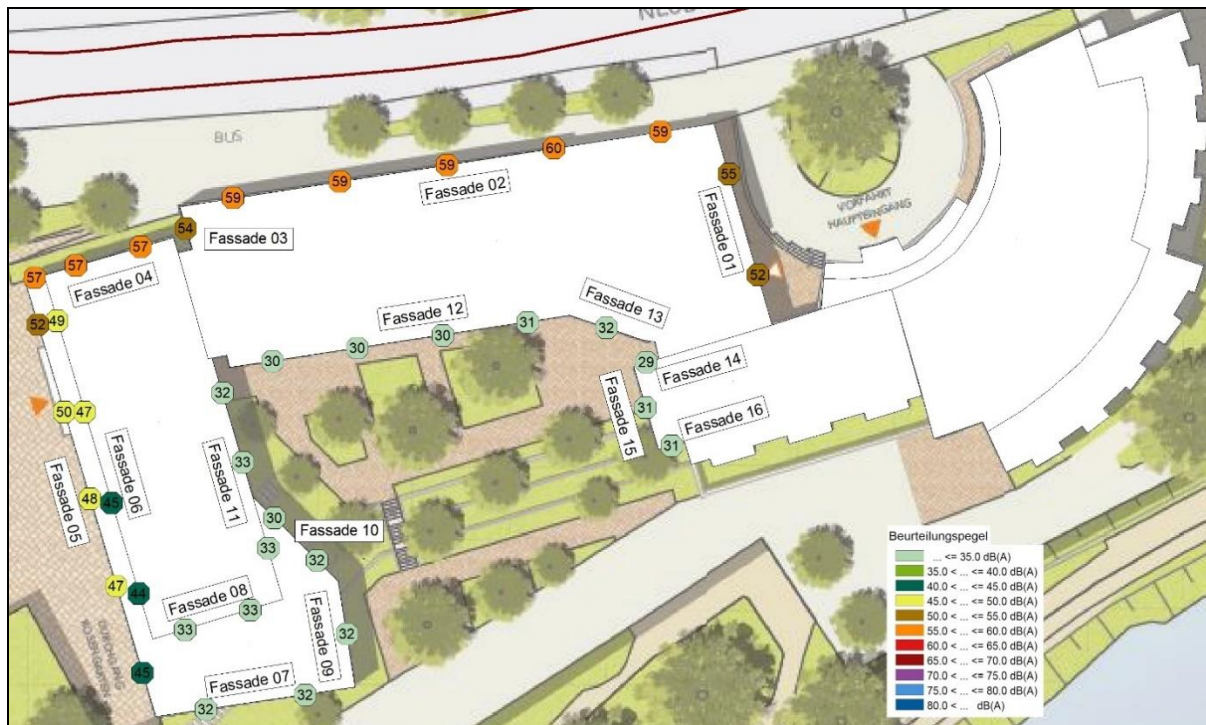 BUS
59
60
59
59
59
55
Fassade 02
VORFAHRT
HAUPTEINGANG
54
Fassade 03
57
57
57
Fassade 04
Fassade 01
52
52
49
Fassade 12
Fassade 13
31
32
30
30
30
29
Fassade 14
32
50
47
31
Fassade 15
Fassade 16
31
33
Fassade 11
Fassade 06
Fassade 05
48
45
30
Fassade 10
33
32
47
44
Fassade 08
33
33
32
Fassade 09
45
Fassade 07
32
32
Beurteilungspegel
... <= 35.0 dB(A)
35.0 < ... <= 40.0 dB(A)
40.0 < ... <= 45.0 dB(A)
45.0 < ... <= 50.0 dB(A)
50.0 < ... <= 55.0 dB(A)
55.0 < ... <= 60.0 dB(A)
60.0 < ... <= 65.0 dB(A)
65.0 < ... <= 70.0 dB(A)
70.0 < ... <= 75.0 dB(A)
75.0 < ... <= 80.0 dB(A)
80.0 < ... dB(A)